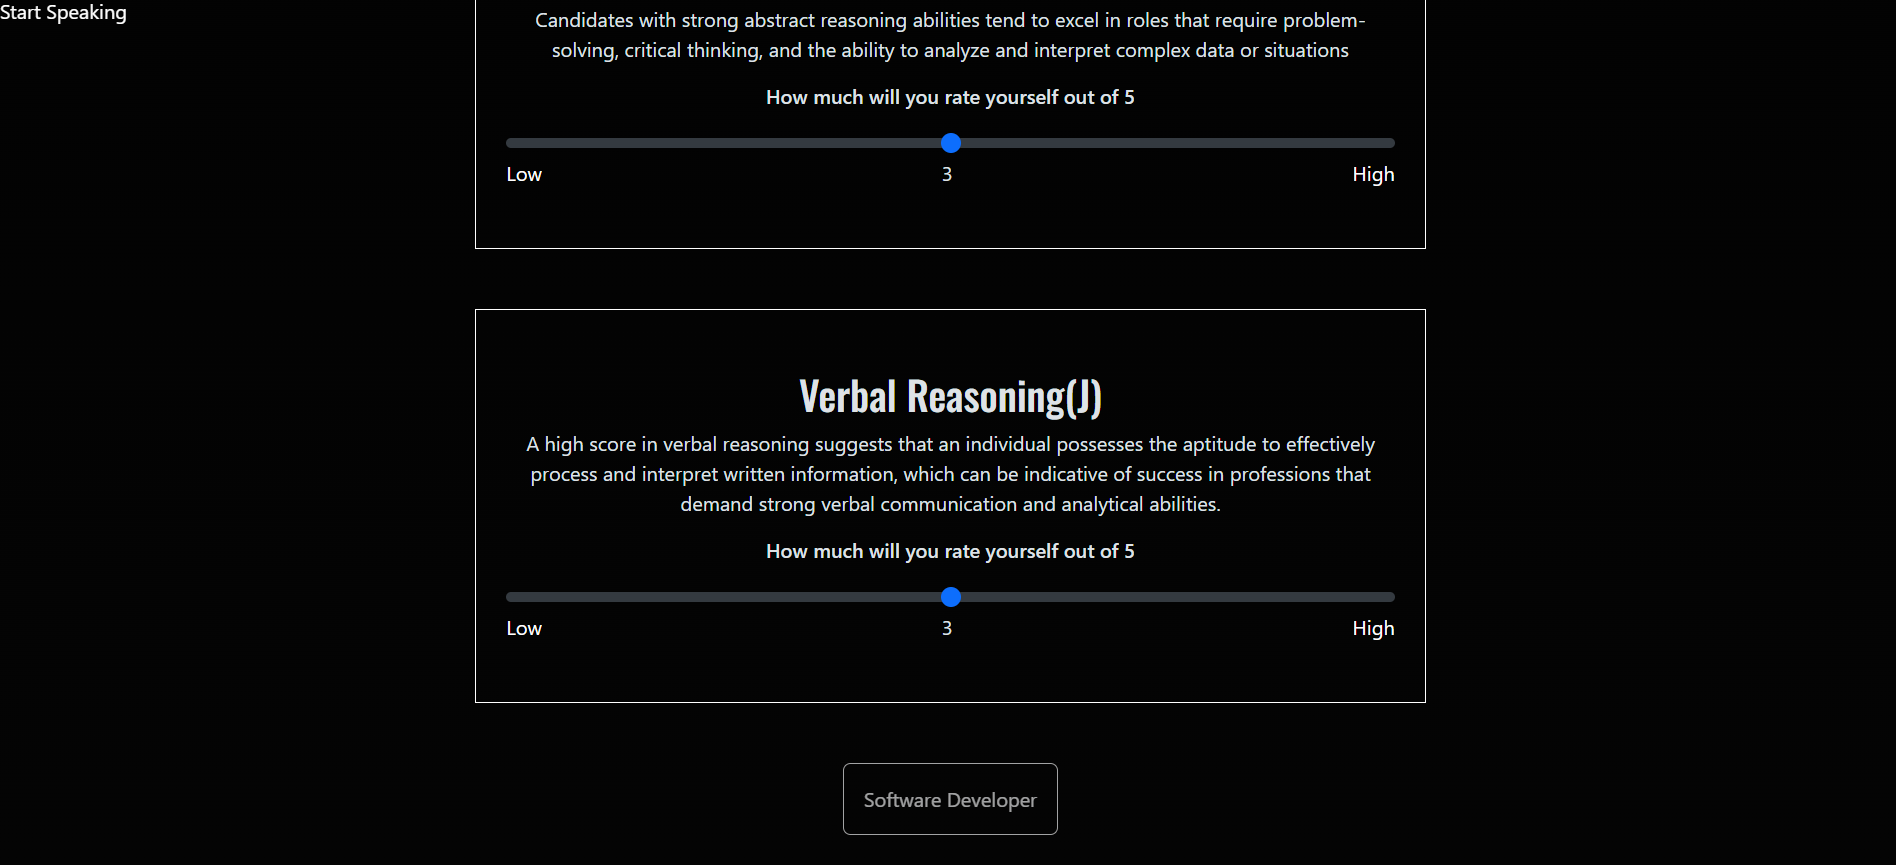 Start Speaking
Candidates with strong abstract reasoning abilities tend to excel in roles that require problem-
solving, critical thinking, and the ability to analyze and interpret complex data or situations
How much will you rate yourself out of 5
Low 3 High
Verbal Reasoning(J)
A high score in verbal reasoning suggests that an individual possesses the aptitude to effectively
process and interpret written information, which can be indicative of success in professions that
demand strong verbal communication and analytical abilities.
How much will you rate yourself out of 5
Low 3 High
Software Developer